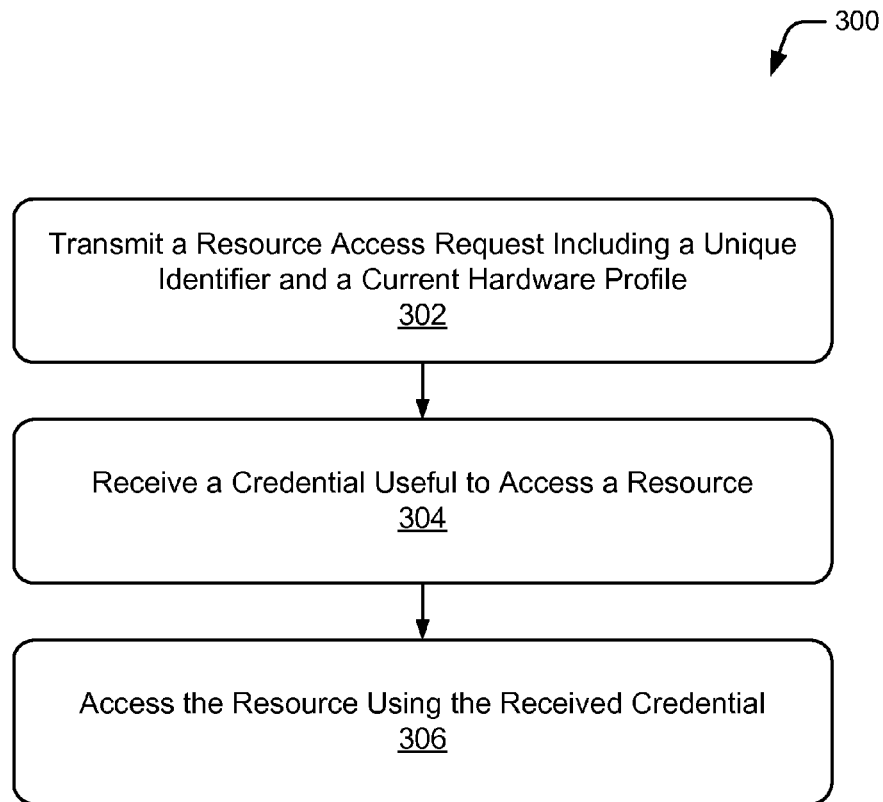 300
Transmit a Resource Access Request Including a Unique
Identifier and a Current Hardware Profile
302
Receive a Credential Useful to Access a Resource
304
Access the Resource Using the Received Credential
306